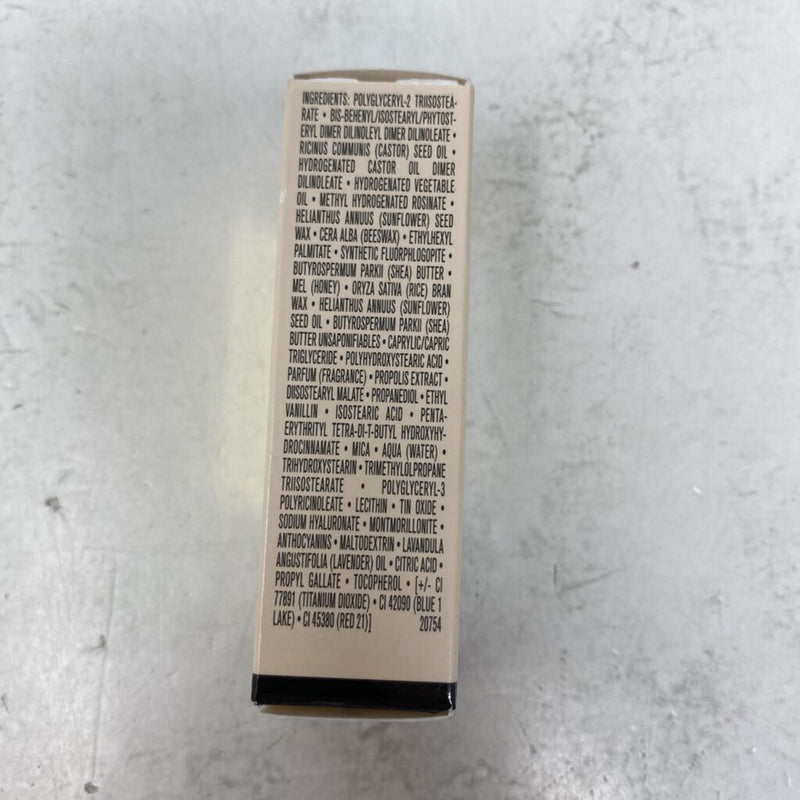 INGREDIENTS: POLYGLYCERYL-2 TRIISOSTEA-
RATE • BIS-BEHENYL/ISOSTEARYL/PHYTOST-
ERYL DIMER DILINOLEYL DIMER DILINOLEATE •
RICINUS COMMUNIS (CASTOR) SEED OIL •
HYDROGENATED CASTOR OIL DIMER
DILINOLEATE • HYDROGENATED VEGETABLE
OIL • METHYL HYDROGENATED ROSINATE •
HELIANTHUS ANNUUS (SUNFLOWER) SEED
WAX • CERA ALBA (BEESWAX) • ETHYLHEXYL
PALMITATE • SYNTHETIC FLUORPHLOGOPITE •
BUTYROSPERMUM PARKII (SHEA) BUTTER •
MEL (HONEY) • ORYZA SATIVA (RICE) BRAN
WAX • HELIANTHUS ANNUUS (SUNFLOWER)
SEED OIL • BUTYROSPERMUM PARKII (SHEA)
BUTTER UNSAPONIFIABLES • CAPRYLIC/CAPRIC
TRIGLYCERIDE • POLYHYDROXYSTEARIC ACID •
PARFUM (FRAGRANCE) • PROPOLIS EXTRACT •
DIISOSTEARYL MALATE • PROPANEDIOL • ETHYL
VANILLIN • ISOSTEARIC ACID • PENTA-
ERYTHRITYL TETRA-DI-T-BUTYL HYDROXYHY-
DROCINNAMATE • MICA • AQUA (WATER) •
TRIHYDROXYSTEARIN • TRIMETHYLOLPROPANE
TRIISOSTEARATE • POLYGLYCERYL-3
POLYRICINOLEATE • LECITHIN • TIN OXIDE •
SODIUM HYALURONATE • MONTMORILLONITE •
ANTHOCYANINS • MALTODEXTRIN • LAVANDULA
ANGUSTIFOLIA (LAVENDER) OIL • CITRIC ACID •
PROPYL GALLATE • TOCOPHEROL • [+/- CI
77891 (TITANIUM DIOXIDE) • CI 42090 (BLUE 1
LAKE) • CI 45380 (RED 21)] 20754